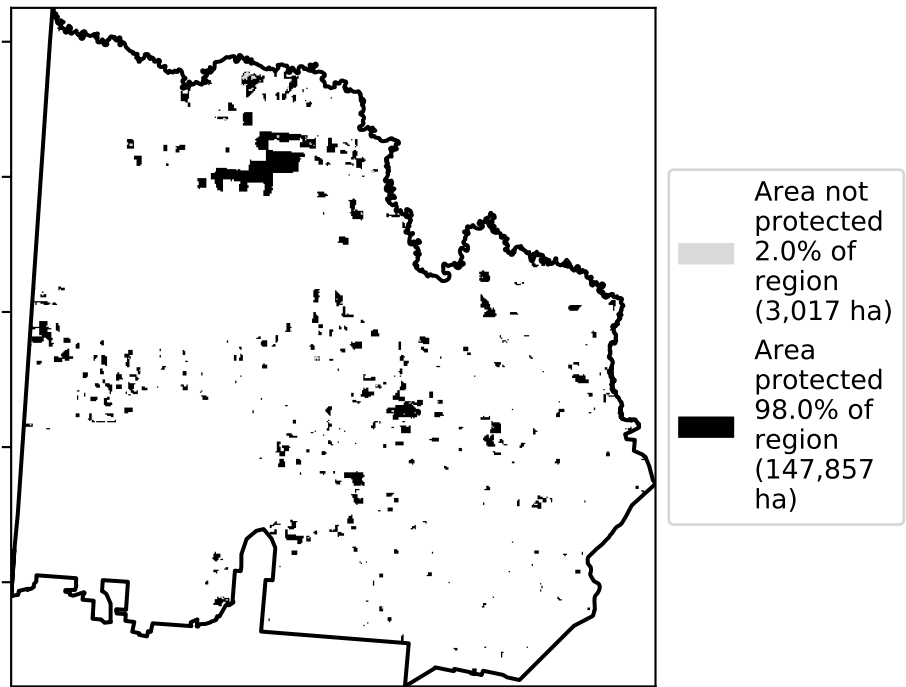 Area not
protected
2.0% of
region
(3,017 ha)
Area
protected
98.0% of
region
(147,857
ha)